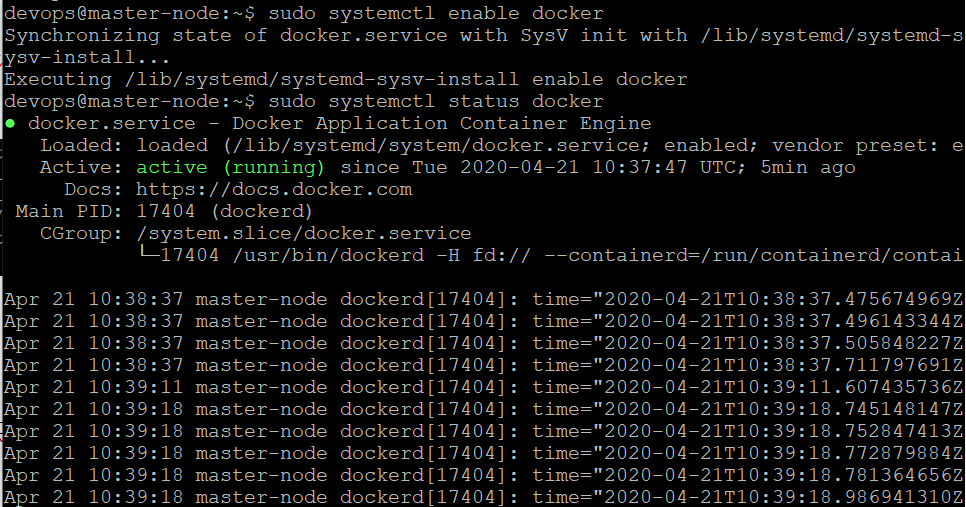 devops@master-node:~$ sudo systemctl enable docker
Synchronizing state of docker.service with SysV init with /lib/systemd/systemd-s
ysv-install...
Executing /lib/systemd/systemd-sysv-install enable docker
devops@master-node:~$ sudo systemctl status docker
● docker.service - Docker Application Container Engine
   Loaded: loaded (/lib/systemd/system/docker.service; enabled; vendor preset: e
   Active: active (running) since Tue 2020-04-21 10:37:47 UTC; 5min ago
     Docs: https://docs.docker.com
 Main PID: 17404 (dockerd)
   CGroup: /system.slice/docker.service
           └─17404 /usr/bin/dockerd -H fd:// --containerd=/run/containerd/contai
Apr 21 10:38:37 master-node dockerd[17404]: time="2020-04-21T10:38:37.475674969Z
Apr 21 10:38:37 master-node dockerd[17404]: time="2020-04-21T10:38:37.496143344Z
Apr 21 10:38:37 master-node dockerd[17404]: time="2020-04-21T10:38:37.505848227Z
Apr 21 10:38:37 master-node dockerd[17404]: time="2020-04-21T10:38:37.711797691Z
Apr 21 10:39:11 master-node dockerd[17404]: time="2020-04-21T10:39:11.607435736Z
Apr 21 10:39:18 master-node dockerd[17404]: time="2020-04-21T10:39:18.745148147Z
Apr 21 10:39:18 master-node dockerd[17404]: time="2020-04-21T10:39:18.752847413Z
Apr 21 10:39:18 master-node dockerd[17404]: time="2020-04-21T10:39:18.772879884Z
Apr 21 10:39:18 master-node dockerd[17404]: time="2020-04-21T10:39:18.781364656Z
Apr 21 10:39:18 master-node dockerd[17404]: time="2020-04-21T10:39:18.986941310Z